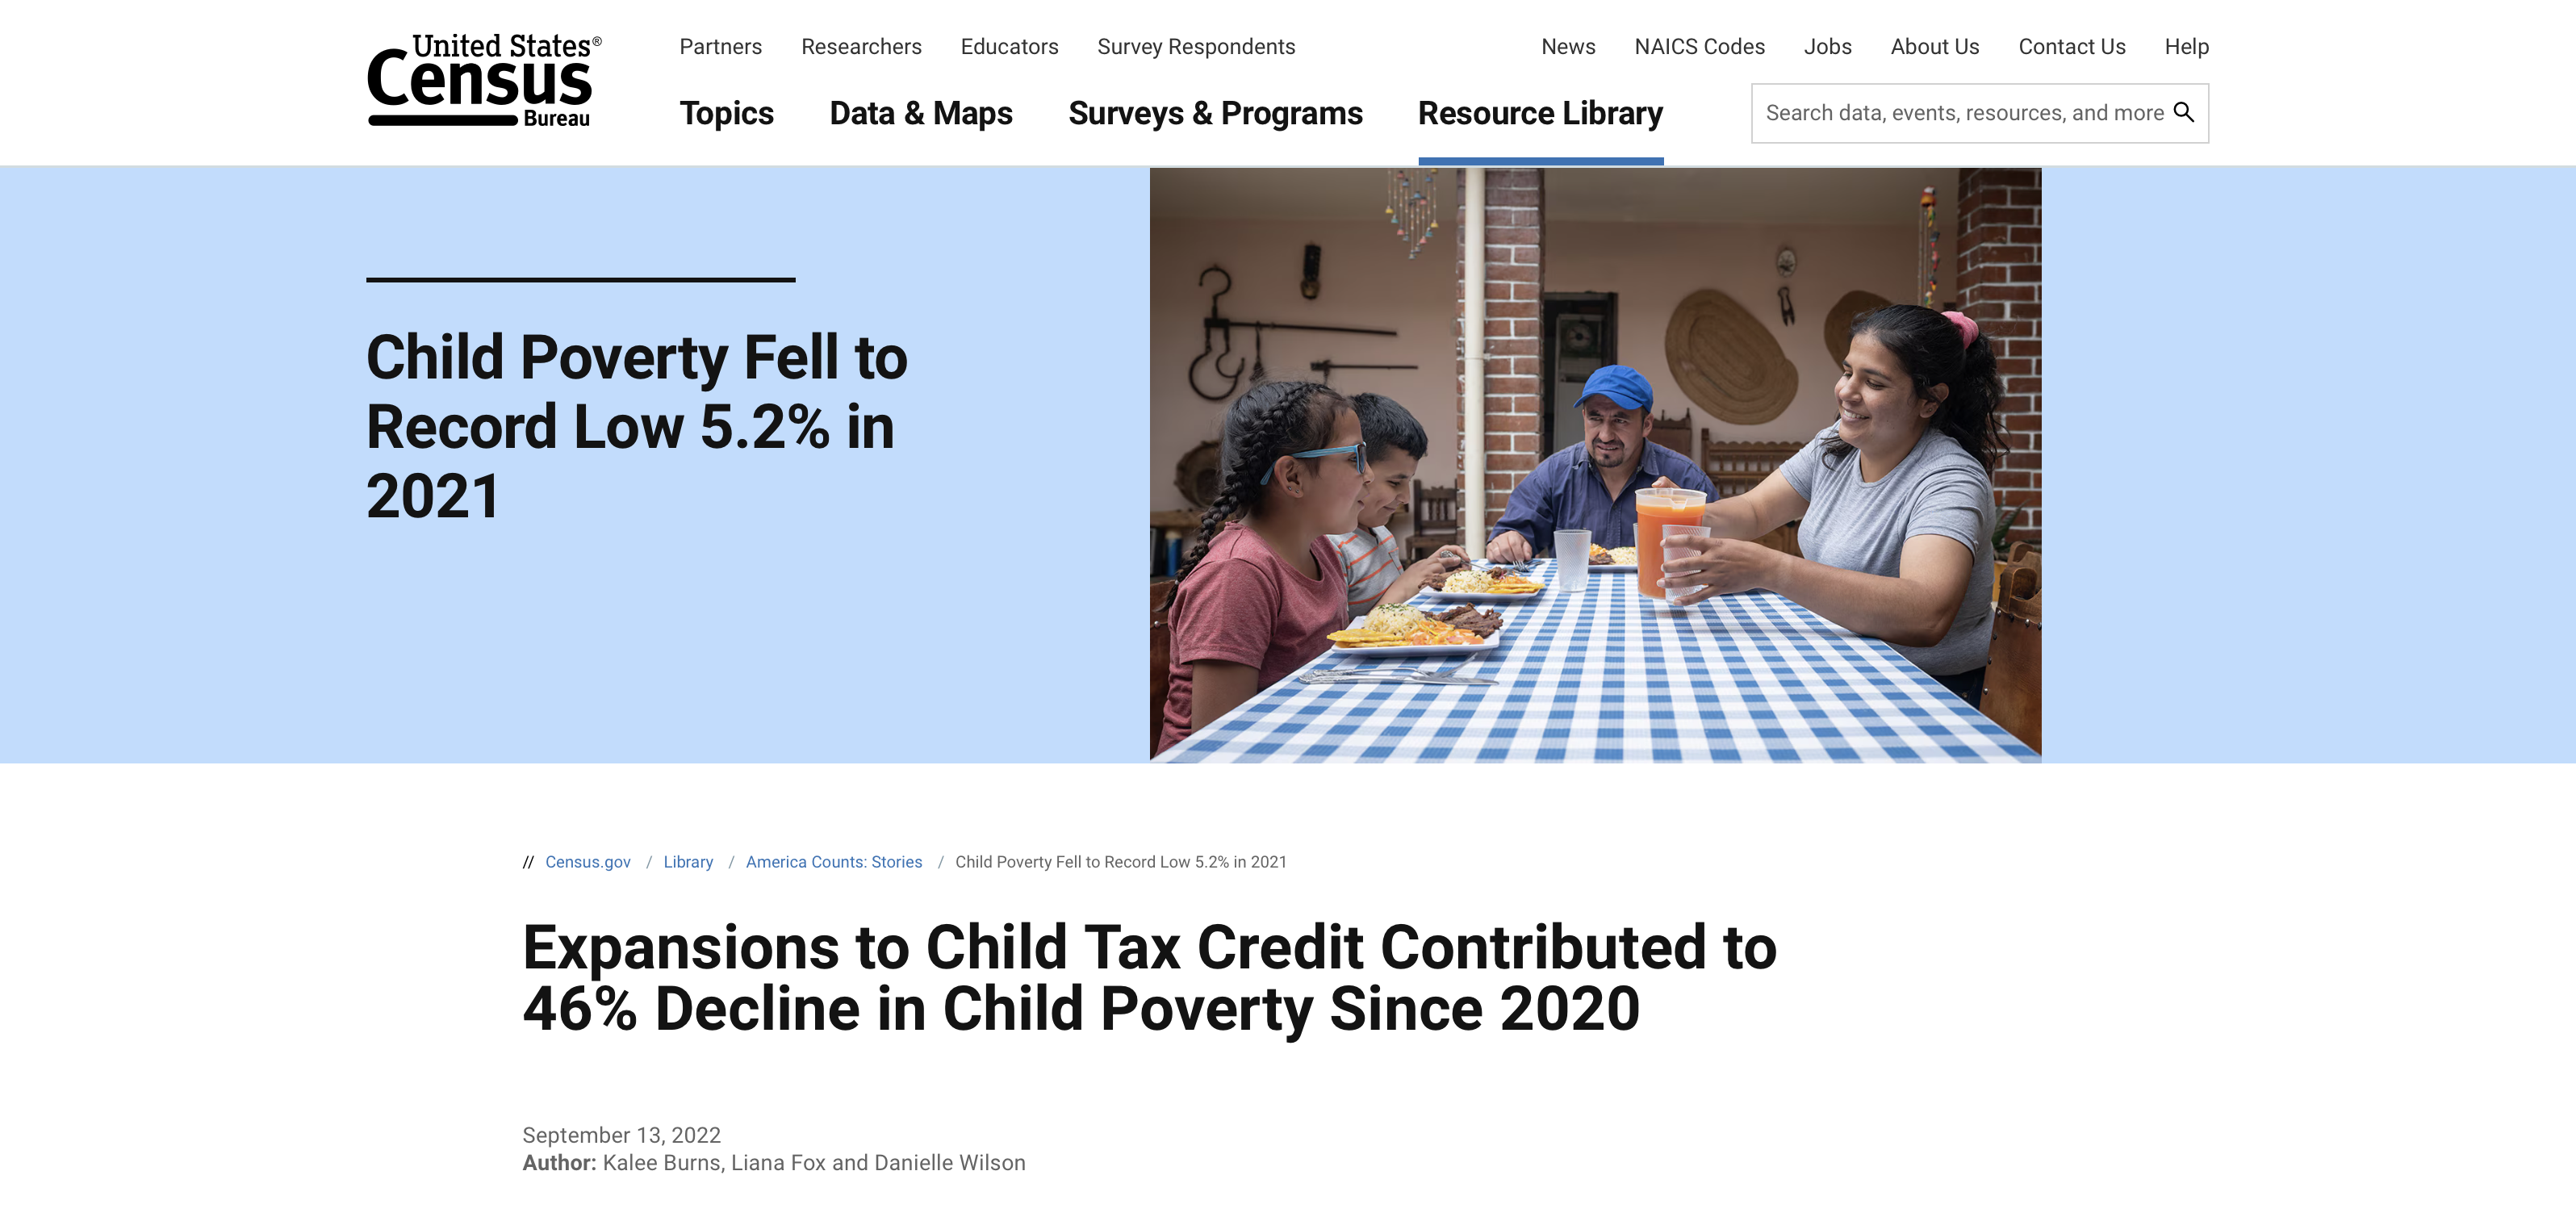 United States®
Census
Bureau
Partners Researchers Educators Survey Respondents
News NAICS Codes Jobs About Us Contact Us Help
Topics Data & Maps Surveys & Programs Resource Library
Search data, events, resources, and more
Child Poverty Fell to
Record Low 5.2% in
2021
// Census.gov / Library / America Counts: Stories / Child Poverty Fell to Record Low 5.2% in 2021
Expansions to Child Tax Credit Contributed to
46% Decline in Child Poverty Since 2020
September 13, 2022
Author: Kalee Burns, Liana Fox and Danielle Wilson